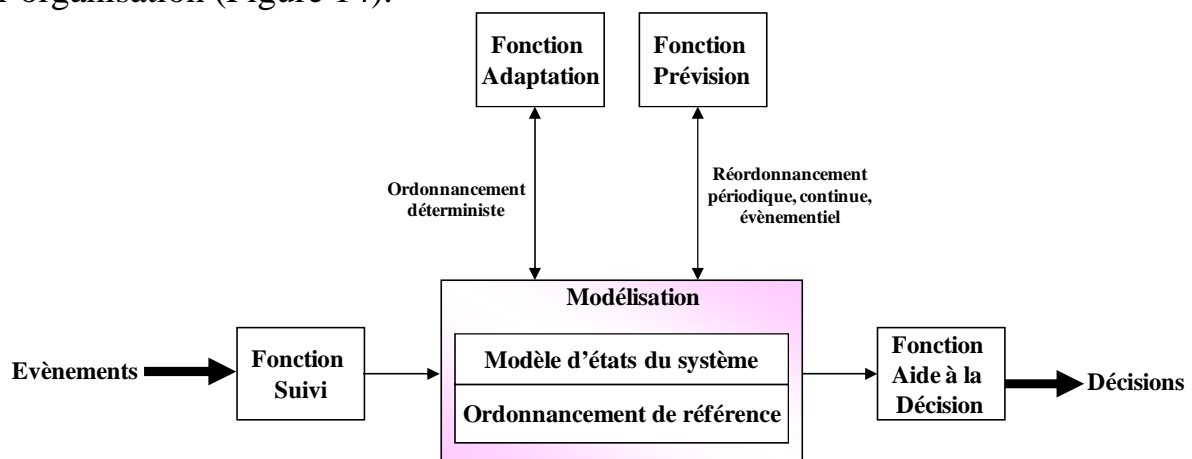 r organisation (Figure 14).
Fonction
Adaptation
Fonction
Prévision
Ordonnancement
déterministe
Réordonnancement
périodique, continue,
évènementiel
Modélisation
Evènements
Fonction
Suivi
Modèle d'états du système
Ordonnancement de référence
Fonction
Aide à la
Décision
Décisions